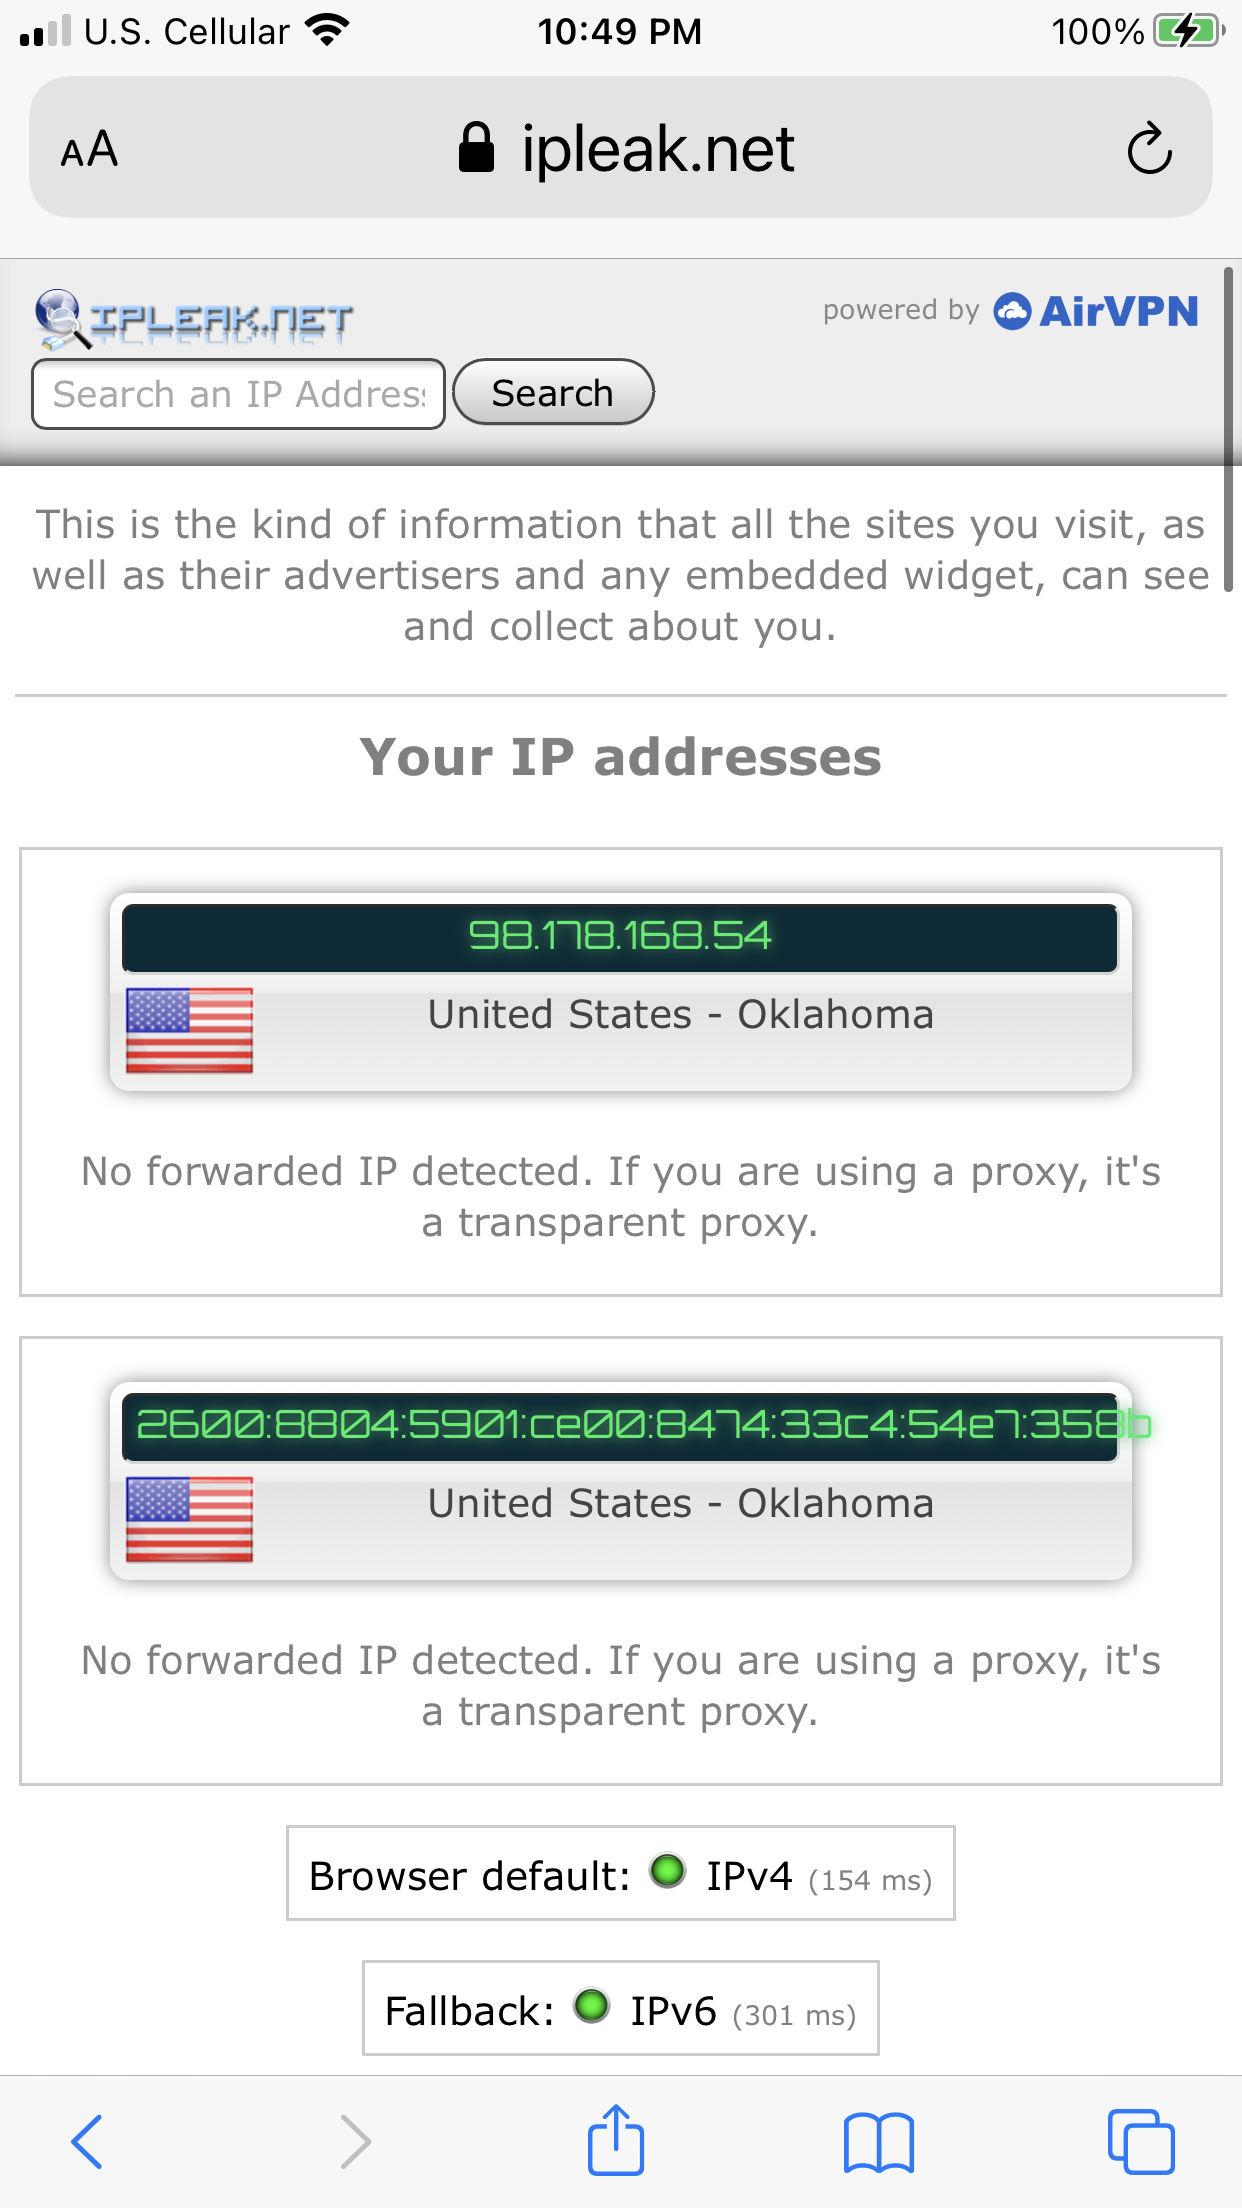 U.S. Cellular 10:49 PM 100%
AA ipleak.net
IPLEAK.NET powered by AirVPN
Search an IP Address Search
This is the kind of information that all the sites you visit, as
well as their advertisers and any embedded widget, can see
and collect about you.
Your IP addresses
98.178.168.54
United States - Oklahoma
No forwarded IP detected. If you are using a proxy, it's
a transparent proxy.
2600:8804:5901:ce00:8474:33c4:54e7:358b
United States - Oklahoma
No forwarded IP detected. If you are using a proxy, it's
a transparent proxy.
Browser default: IPv4 (154 ms)
Fallback: IPv6 (301 ms)